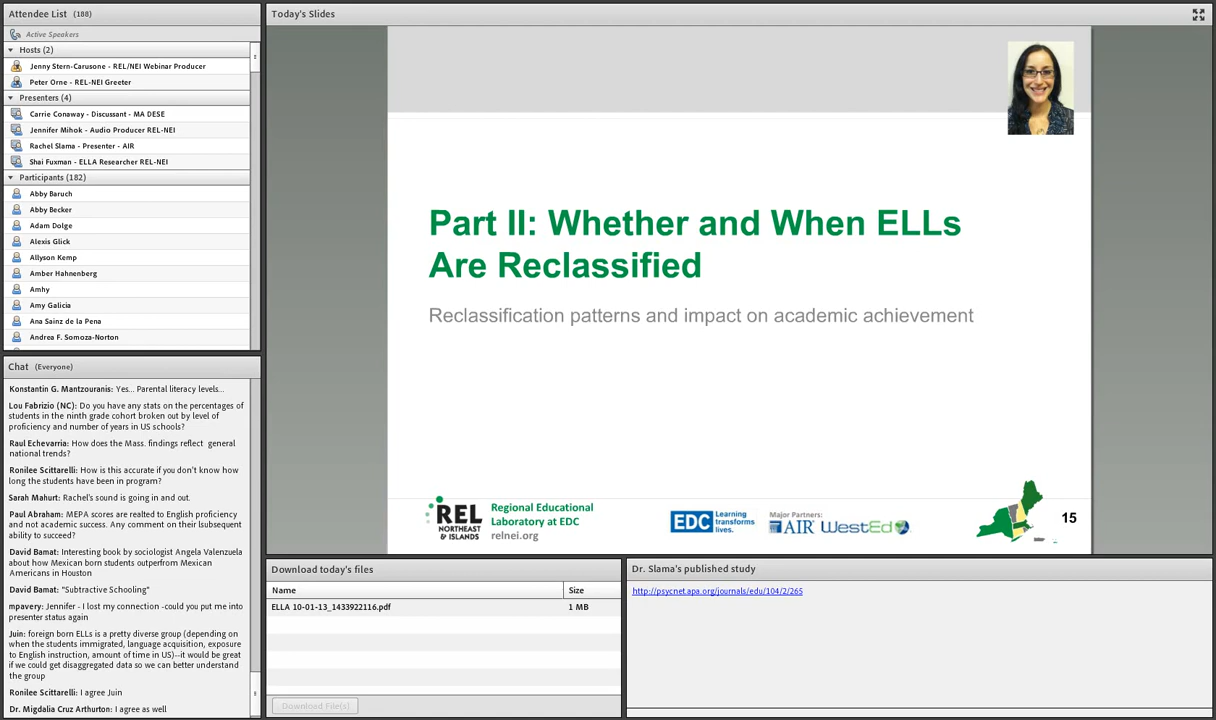 Attendee List (188)
Active Speakers
Hosts (2)
Jenny Stern-Carusone - REL/NEI Webinar Producer
Peter Orne - REL-NEI Greeter
Presenters (4)
Carrie Conaway - Discussant - MA DESE
Jennifer Mihok - Audio Producer REL-NEI
Rachel Slama - Presenter - AIR
Shai Fuxman - ELLA Researcher REL-NEI
Participants (182)
Abby Baruch
Abby Becker
Adam Dolge
Alexis Glick
Allyson Kemp
Amber Hahnenberg
Amhy
Amy Galicia
Ana Sainz de la Pena
Andrea F. Somoza-Norton
Chat (Everyone)
Konstantin G. Mantzouranis: Yes... Parental literacy levels...
Lou Fabrizio (NC): Do you have any stats on the percentages of
students in the ninth grade cohort broken out by level of
proficiency and number of years in US schools?
Raul Echevarria: How does the Mass. findings reflect general
national trends?
Ronilee Scittarelli: How is this accurate if you don't know how
long the students have been in program?
Sarah Mahurt: Rachel's sound is going in and out.
Paul Abraham: MEPA scores are realted to English proficiency
and not academic success. Any comment on their lsubsequent
ability to succeed?
David Bamat: Interesting book by sociologist Angela Valenzuela
about how Mexican born students outperfrom Mexican
Americans in Houston
David Bamat: "Subtractive Schooling"
mpavery: Jennifer - I lost my connection -could you put me into
presenter status again
Juin: foreign born ELLs is a pretty diverse group (depending on
when the students immigrated, language acquisition, exposure
to English instruction, amount of time in US)--it would be great
if we could get disaggregated data so we can better understand
the group
Ronilee Scittarelli: I agree Juin
Dr. Migdalia Cruz Arthurton: I agree as well
Today's Slides
Part II: Whether and When ELLs
Are Reclassified
Reclassification patterns and impact on academic achievement
REL
NORTHEAST
& ISLANDS
Regional Educational
Laboratory at EDC
relnei.org
EDC Learning
transforms
lives.
Major Partners:
AIR WestEd
15
Download today's files
Name Size
ELLA 10-01-13_1433922116.pdf 1 MB
Download File(s)
Dr. Slama's published study
http://psycnet.apa.org/journals/edu/104/2/265